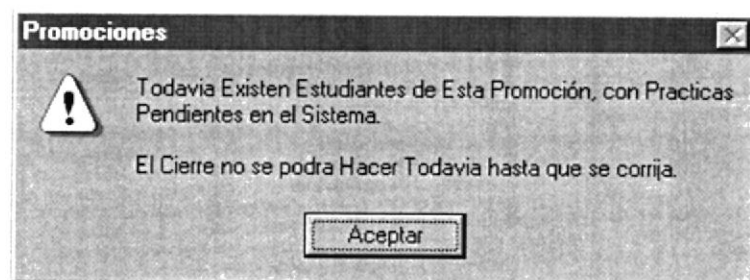 Promociones
Todavia Existen Estudiantes de Esta Promoción, con Practicas
Pendientes en el Sistema.
El Cierre no se podra Hacer Todavia hasta que se corrija.
Aceptar